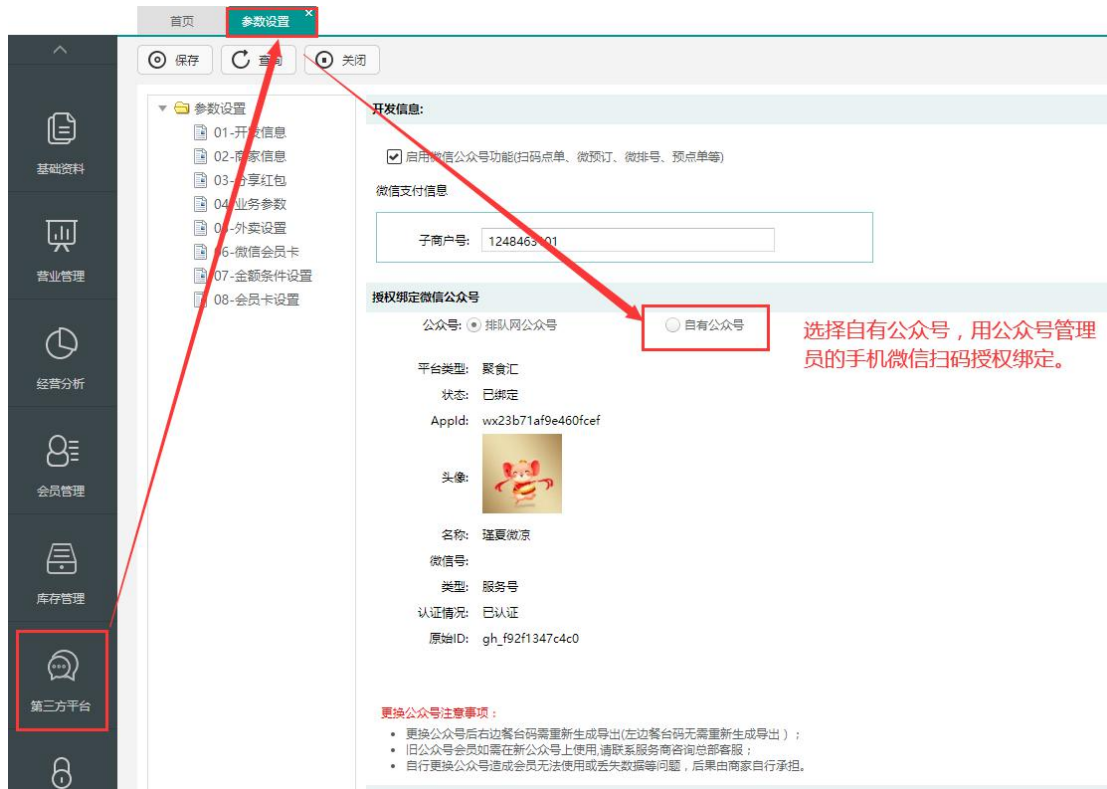 首页
参数设置
保存
查询
关闭
基础资料
营业管理
经营分析
会员管理
库存管理
第三方平台
参数设置
01-开发信息
02-商家信息
03-分享红包
04-业务参数
05-外卖设置
06-微信会员卡
07-金额条件设置
08-会员卡设置
开发信息:
启用微信公众号功能(扫码点单、微预订、微排号、预点单等)
微信支付信息
子商户号: 1248463101
授权绑定微信公众号
公众号: 排队网公众号 自有公众号
选择自有公众号，用公众号管理
员的手机微信扫码授权绑定。
平台类型: 聚食汇
状态: 已绑定
AppId: wx23b71af9e460fcef
头像:
名称: 瑾夏微凉
微信号:
类型: 服务号
认证情况: 已认证
原始ID: gh_f92f1347c4c0
更换公众号注意事项：
• 更换公众号后右边餐台码需重新生成导出(左边餐台码无需重新生成导出）；
• 旧公众号会员如需在新公众号上使用,请联系服务商咨询总部客服；
• 自行更换公众号造成会员无法使用或丢失数据等问题，后果由商家自行承担。